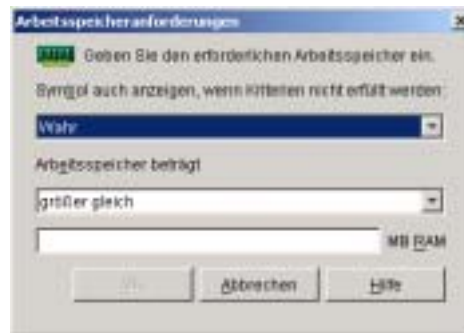 Arbeitsspeicheranforderungen
Geben Sie den erforderlichen Arbeitsspeicher ein.
Symbol auch anzeigen, wenn Kriterien nicht erfüllt werden
Wahr
Arbeitsspeicher beträgt
größer gleich
MB RAM
Abbrechen
Hilfe